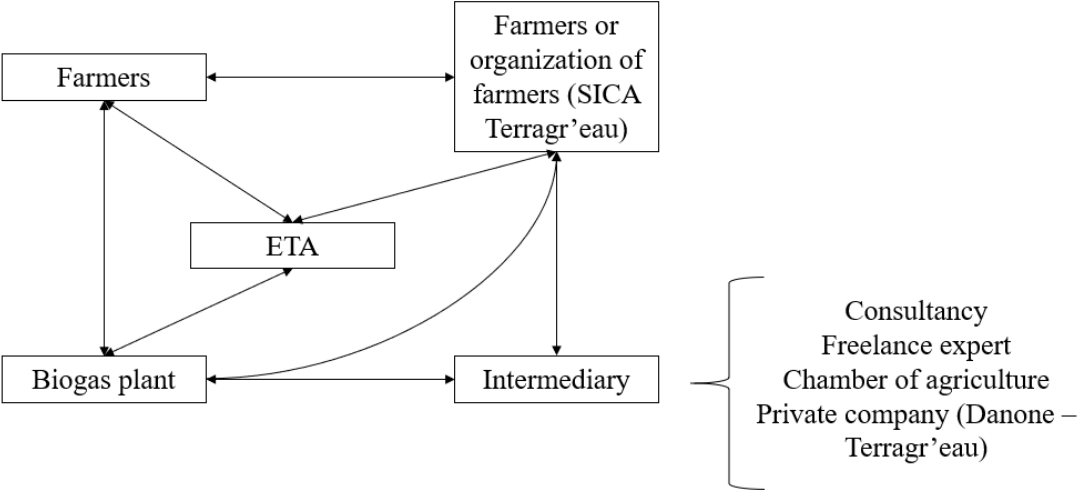 Farmers
Farmers or
organization of
farmers (SICA
Terragr’eau)
ETA
Biogas plant
Intermediary
Consultancy
Freelance expert
Chamber of agriculture
Private company (Danone –
Terragr’eau)